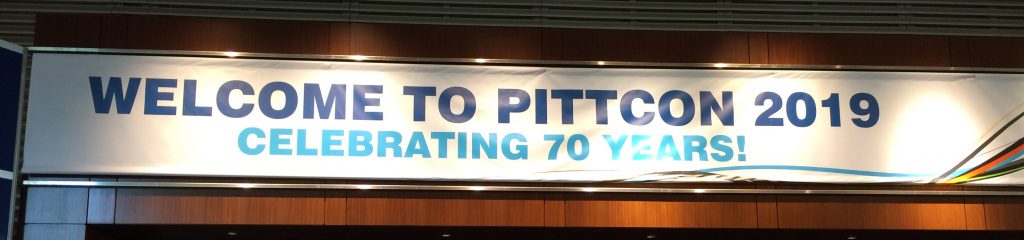 WELCOME TO PITTCON 2019
CELEBRATING 70 YEARS!